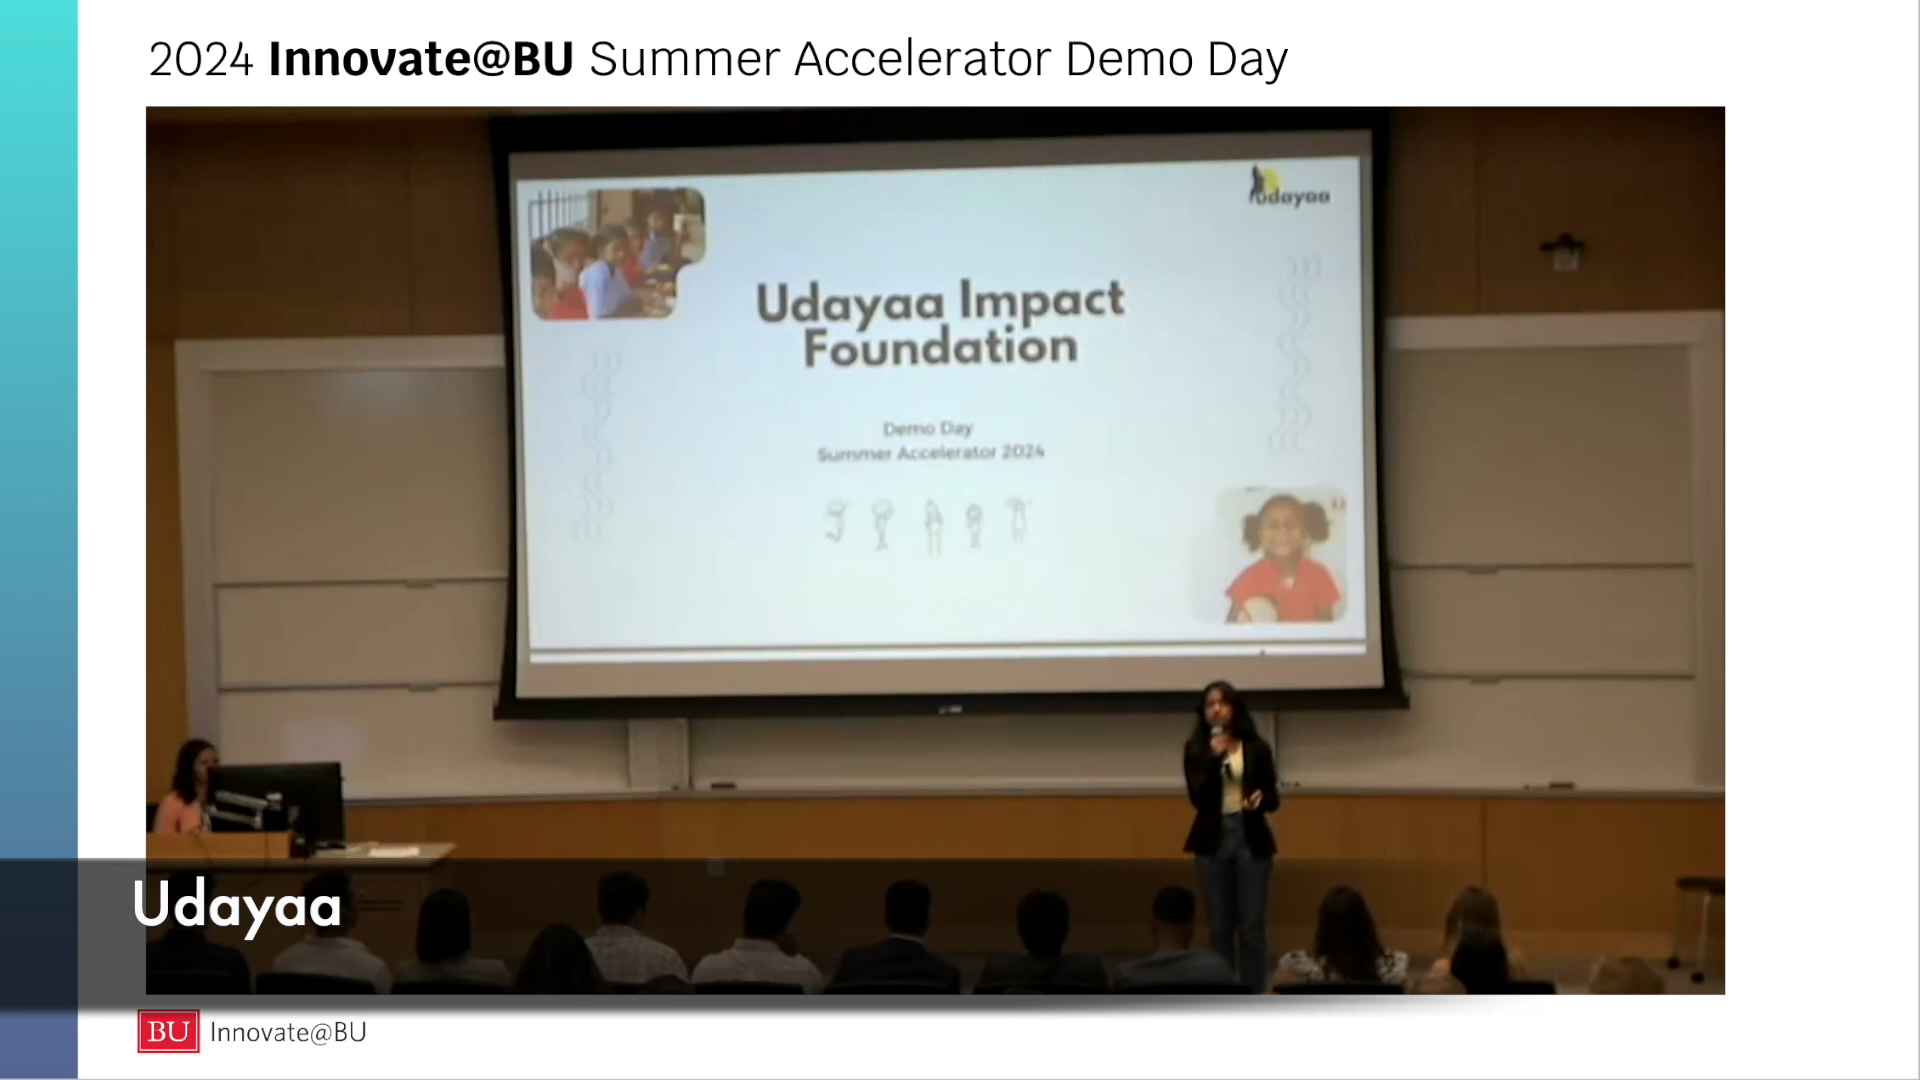 2024 Innovate@BU Summer Accelerator Demo Day
udayaa
Udayaa Impact
Foundation
Demo Day
Summer Accelerator 2024
Udayaa
BU Innovate@BU